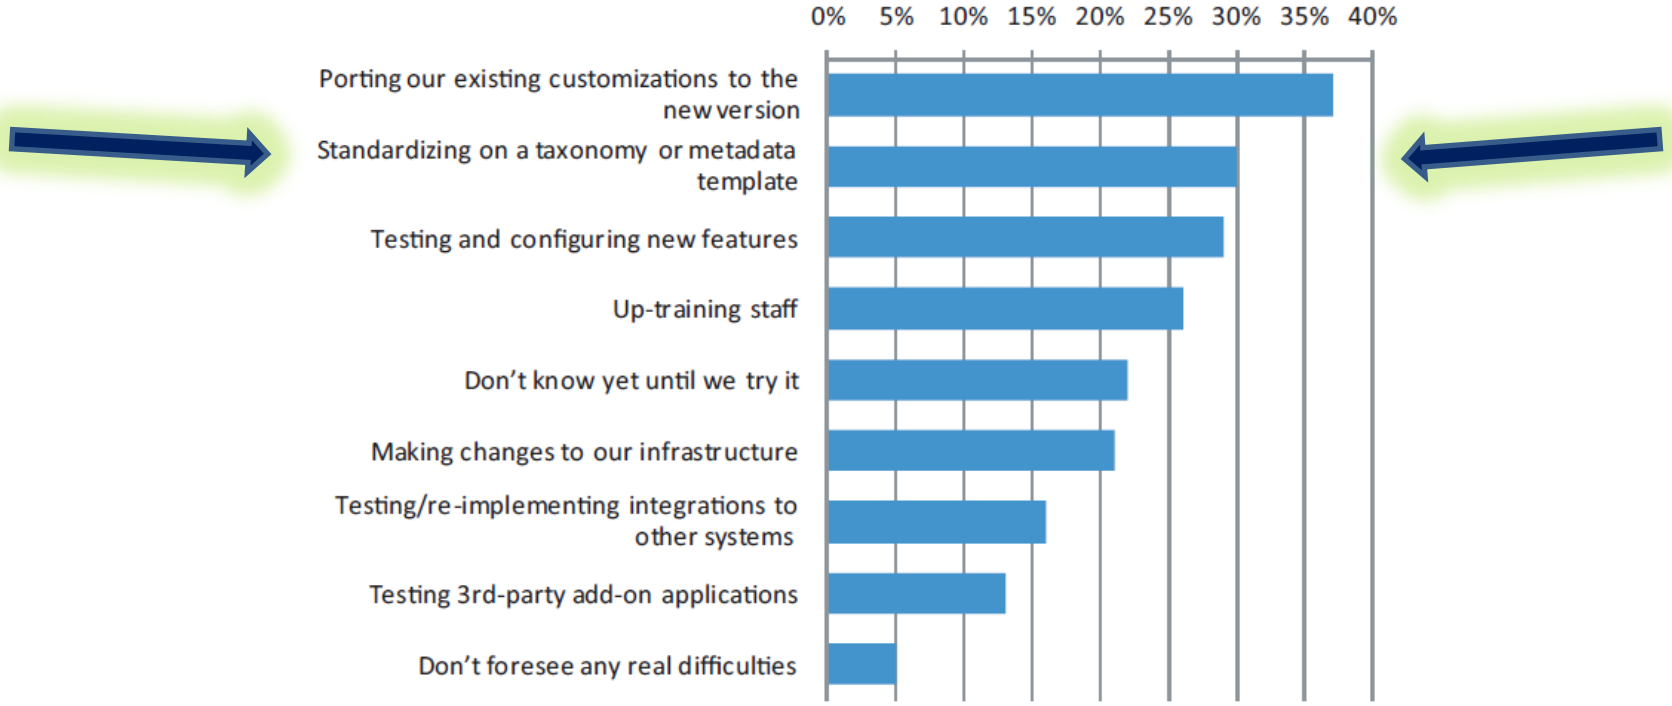 0% 5% 10% 15% 20% 25% 30% 35% 40%
Porting our existing customizations to the
new version
Standardizing on a taxonomy or metadata
template
Testing and configuring new features
Up-training staff
Don’t know yet until we try it
Making changes to our infrastructure
Testing/re-implementing integrations to
other systems
Testing 3rd-party add-on applications
Don’t foresee any real difficulties